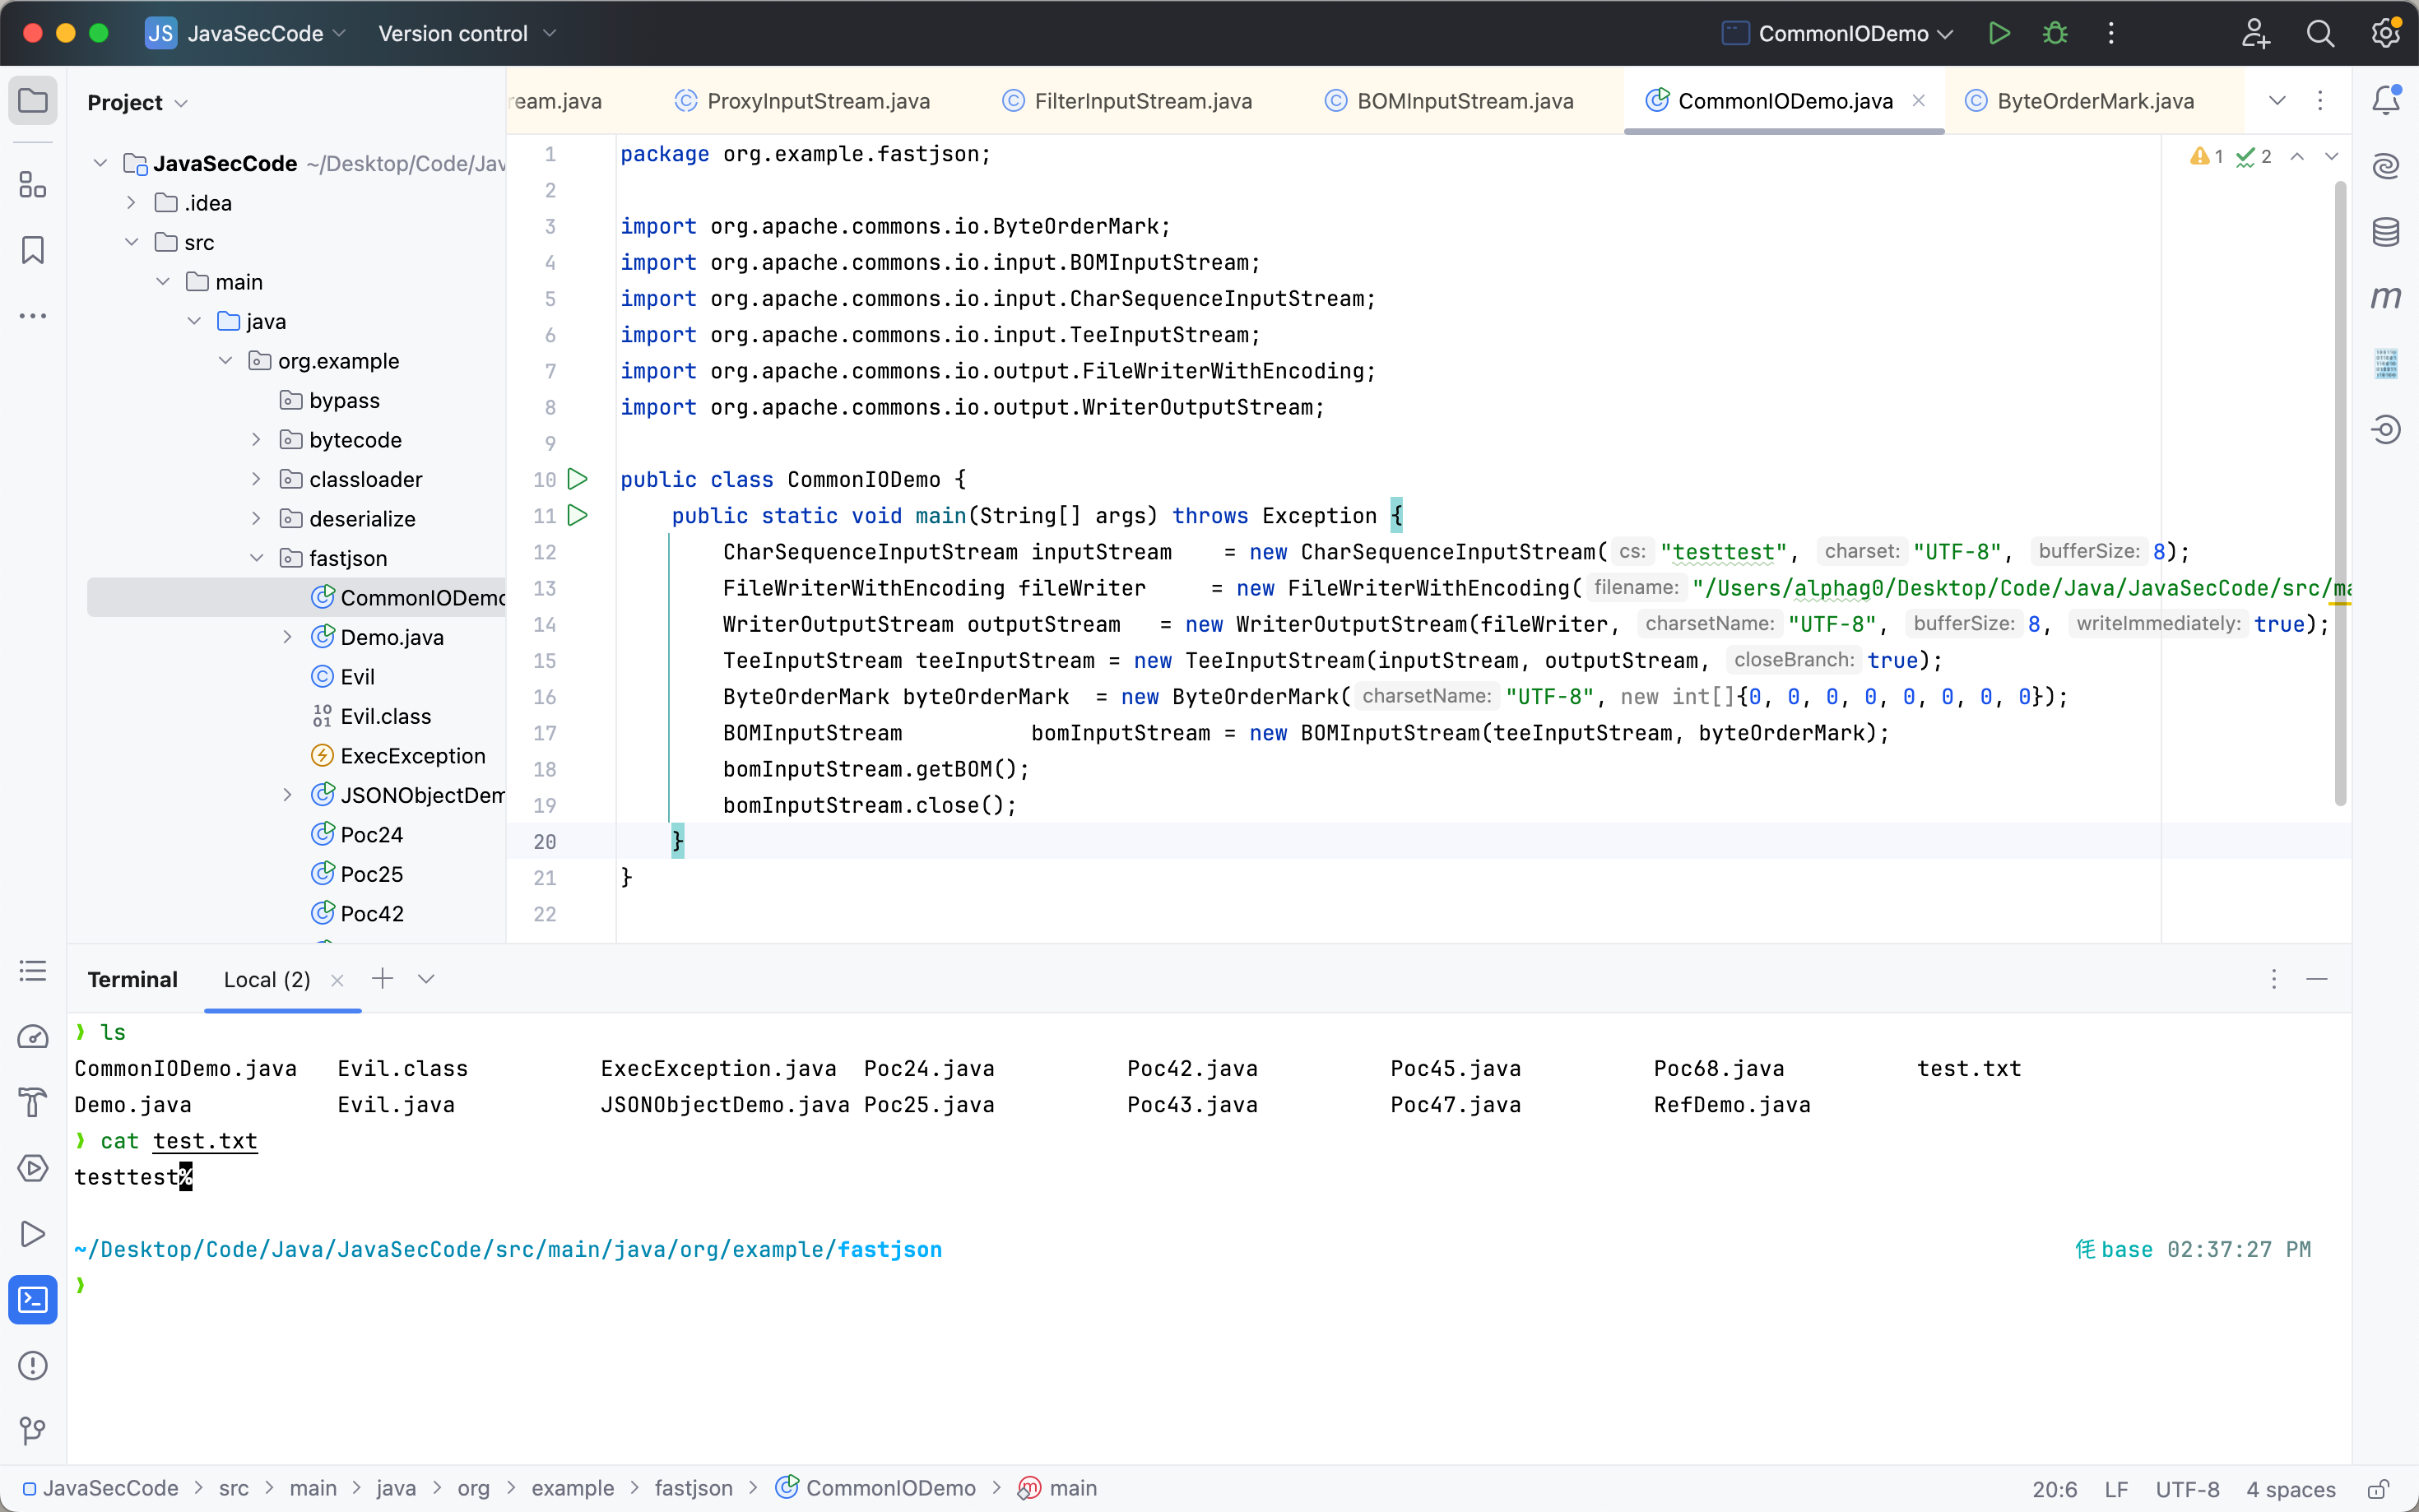 JS JavaSecCode Version control CommonIODemo
Project
ream.java ProxyInputStream.java FilterInputStream.java BOMInputStream.java CommonIODemo.java ByteOrderMark.java
JavaSecCode ~/Desktop/Code/Jav
.idea
src
main
java
org.example
bypass
bytecode
classloader
deserialize
fastjson
CommonIODemo
Demo.java
Evil
Evil.class
ExecException
JSONObjectDem
Poc24
Poc25
Poc42
1 2
1 package org.example.fastjson;
2
3 import org.apache.commons.io.ByteOrderMark;
4 import org.apache.commons.io.input.BOMInputStream;
5 import org.apache.commons.io.input.CharSequenceInputStream;
6 import org.apache.commons.io.input.TeeInputStream;
7 import org.apache.commons.io.output.FileWriterWithEncoding;
8 import org.apache.commons.io.output.WriterOutputStream;
9
10 public class CommonIODemo {
11 public static void main(String[] args) throws Exception {
12 CharSequenceInputStream inputStream = new CharSequenceInputStream( cs: "testtest", charset: "UTF-8", bufferSize: 8);
13 FileWriterWithEncoding fileWriter = new FileWriterWithEncoding( filename: "/Users/alphag0/Desktop/Code/Java/JavaSecCode/src/ma
14 WriterOutputStream outputStream = new WriterOutputStream(fileWriter, charsetName: "UTF-8", bufferSize: 8, writeImmediately: true);
15 TeeInputStream teeInputStream = new TeeInputStream(inputStream, outputStream, closeBranch: true);
16 ByteOrderMark byteOrderMark = new ByteOrderMark( charsetName: "UTF-8", new int[]{0, 0, 0, 0, 0, 0, 0, 0});
17 BOMInputStream bomInputStream = new BOMInputStream(teeInputStream, byteOrderMark);
18 bomInputStream.getBOM();
19 bomInputStream.close();
20 }
21 }
22
Terminal Local (2)
❯ ls
CommonIODemo.java Evil.class ExecException.java Poc24.java Poc42.java Poc45.java Poc68.java test.txt
Demo.java Evil.java JSONObjectDemo.java Poc25.java Poc43.java Poc47.java RefDemo.java
❯ cat test.txt
testtest%
~/Desktop/Code/Java/JavaSecCode/src/main/java/org/example/fastjson base 02:37:27 PM
❯
JavaSecCode > src > main > java > org > example > fastjson > CommonIODemo > main 20:6 LF UTF-8 4 spaces